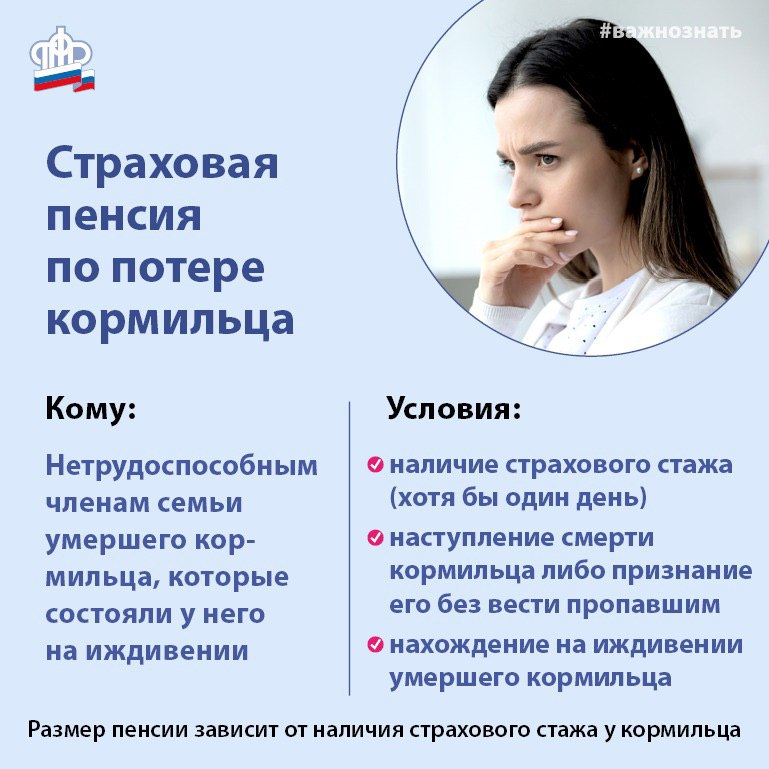 #важнознать
Страховая
пенсия
по потере
кормильца
Кому:
Нетрудоспособным
членам семьи
умершего кор-
мильца, которые
состояли у него
на иждивении
Условия:
наличие страхового стажа
(хотя бы один день)
наступление смерти
кормильца либо признание
его без вести пропавшим
нахождение на иждивении
умершего кормильца
Размер пенсии зависит от наличия страхового стажа у кормильца